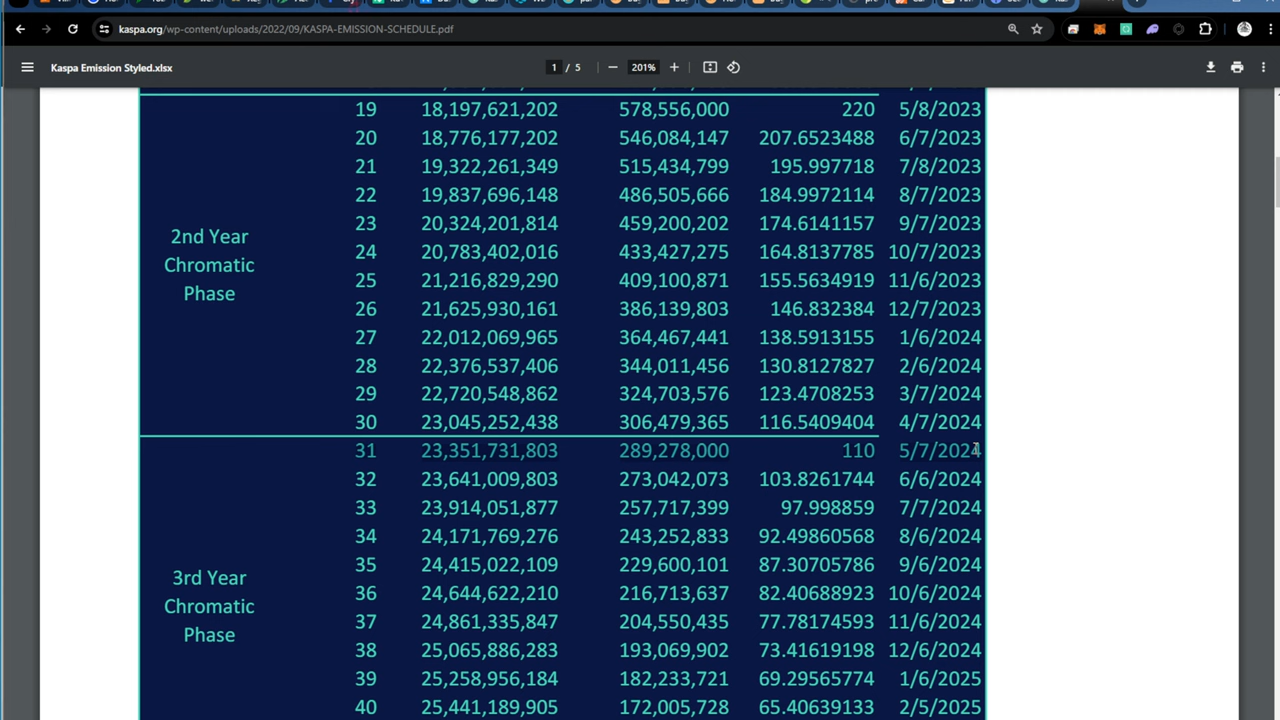 kaspa.org/wp-content/uploads/2022/09/KASPA-EMISSION-SCHEDULE.pdf
Kaspa Emission Styled.xlsx
1 / 5
201%
19 18,197,621,202 578,556,000 220 5/8/2023
20 18,776,177,202 546,084,147 207.6523488 6/7/2023
21 19,322,261,349 515,434,799 195.997718 7/8/2023
22 19,837,696,148 486,505,666 184.9972114 8/7/2023
23 20,324,201,814 459,200,202 174.6141157 9/7/2023
2nd Year
24 20,783,402,016 433,427,275 164.8137785 10/7/2023
Chromatic
25 21,216,829,290 409,100,871 155.5634919 11/6/2023
Phase
26 21,625,930,161 386,139,803 146.832384 12/7/2023
27 22,012,069,965 364,467,441 138.5913155 1/6/2024
28 22,376,537,406 344,011,456 130.8127827 2/6/2024
29 22,720,548,862 324,703,576 123.4708253 3/7/2024
30 23,045,252,438 306,479,365 116.5409404 4/7/2024
31 23,351,731,803 289,278,000 110 5/7/2024
32 23,641,009,803 273,042,073 103.8261744 6/6/2024
33 23,914,051,877 257,717,399 97.998859 7/7/2024
34 24,171,769,276 243,252,833 92.49860568 8/6/2024
35 24,415,022,109 229,600,101 87.30705786 9/6/2024
3rd Year
36 24,644,622,210 216,713,637 82.40688923 10/6/2024
Chromatic
37 24,861,335,847 204,550,435 77.78174593 11/6/2024
Phase
38 25,065,886,283 193,069,902 73.41619198 12/6/2024
39 25,258,956,184 182,233,721 69.29565774 1/6/2025
40 25,441,189,905 172,005,728 65.40639133 2/5/2025